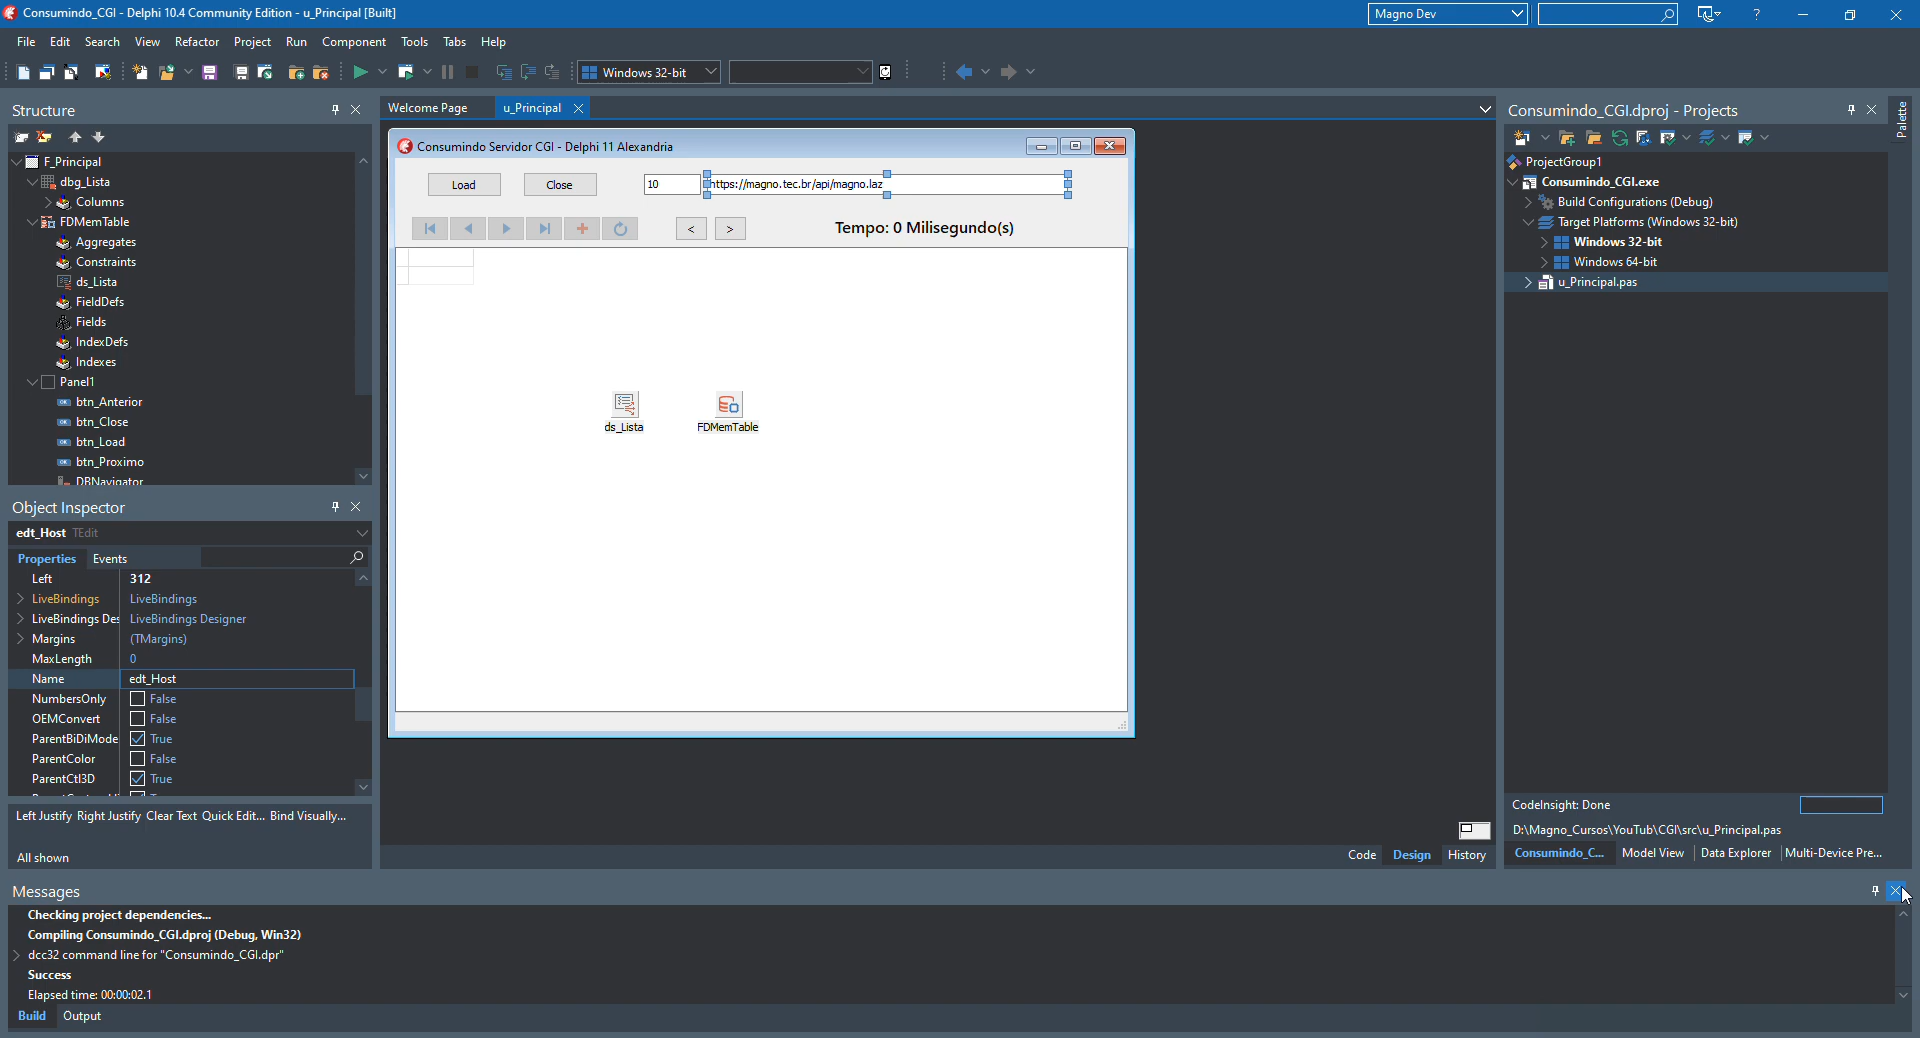 Consumindo_CGI - Delphi 10.4 Community Edition - u_Principal [Built]
Magno Dev
?
File Edit Search View Refactor Project Run Component Tools Tabs Help
Windows 32-bit
Structure
F_Principal
dbg_Lista
Columns
FDMemTable
Aggregates
Constraints
ds_Lista
FieldDefs
Fields
IndexDefs
Indexes
Panel1
btn_Anterior
btn_Close
btn_Load
btn_Proximo
DBNavigator
Object Inspector
edt_Host TEdit
Properties Events
Left 312
LiveBindings LiveBindings
LiveBindings Des LiveBindings Designer
Margins (TMargins)
MaxLength 0
Name edt_Host
NumbersOnly False
OEMConvert False
ParentBiDiMode True
ParentColor False
ParentCtl3D True
Left Justify Right Justify Clear Text Quick Edit... Bind Visually...
All shown
Welcome Page u_Principal
Consumindo Servidor CGI - Delphi 11 Alexandria
Load Close 10 https://magno.tec.br/api/magno.laz
< > Tempo: 0 Milisegundo(s)
ds_Lista FDMemTable
Code Design History
Consumindo_CGI.dproj - Projects
Palette
ProjectGroup1
Consumindo_CGI.exe
Build Configurations (Debug)
Target Platforms (Windows 32-bit)
Windows 32-bit
Windows 64-bit
u_Principal.pas
CodeInsight: Done
D:\Magno_Cursos\YouTub\CGI\src\u_Principal.pas
Consumindo_C... Model View Data Explorer Multi-Device Pre...
Messages
Checking project dependencies...
Compiling Consumindo_CGI.dproj (Debug, Win32)
dcc32 command line for "Consumindo_CGI.dpr"
Success
Elapsed time: 00:00:02.1
Build Output